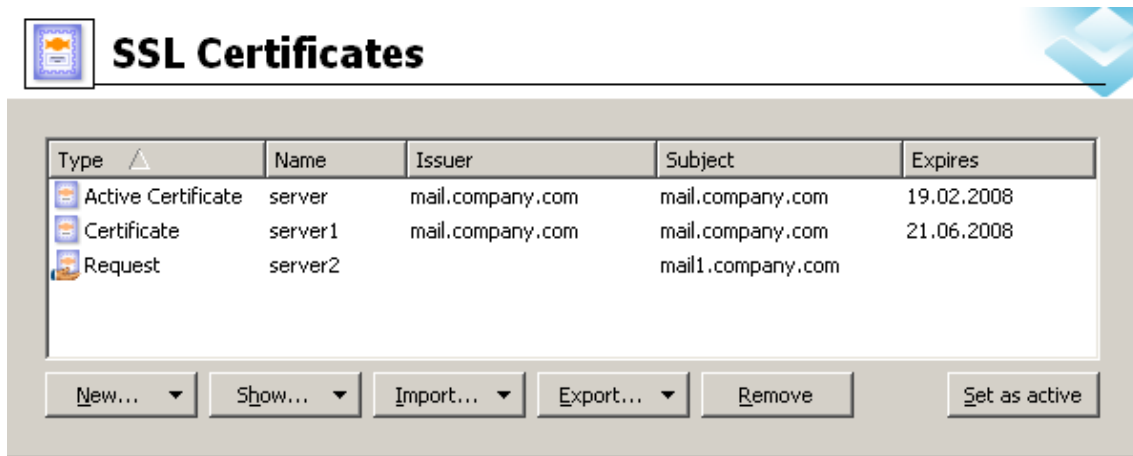 SSL Certificates
Type Name Issuer Subject Expires
Active Certificate server mail.company.com mail.company.com 19.02.2008
Certificate server1 mail.company.com mail.company.com 21.06.2008
Request server2 mail1.company.com
New... Show... Import... Export... Remove Set as active